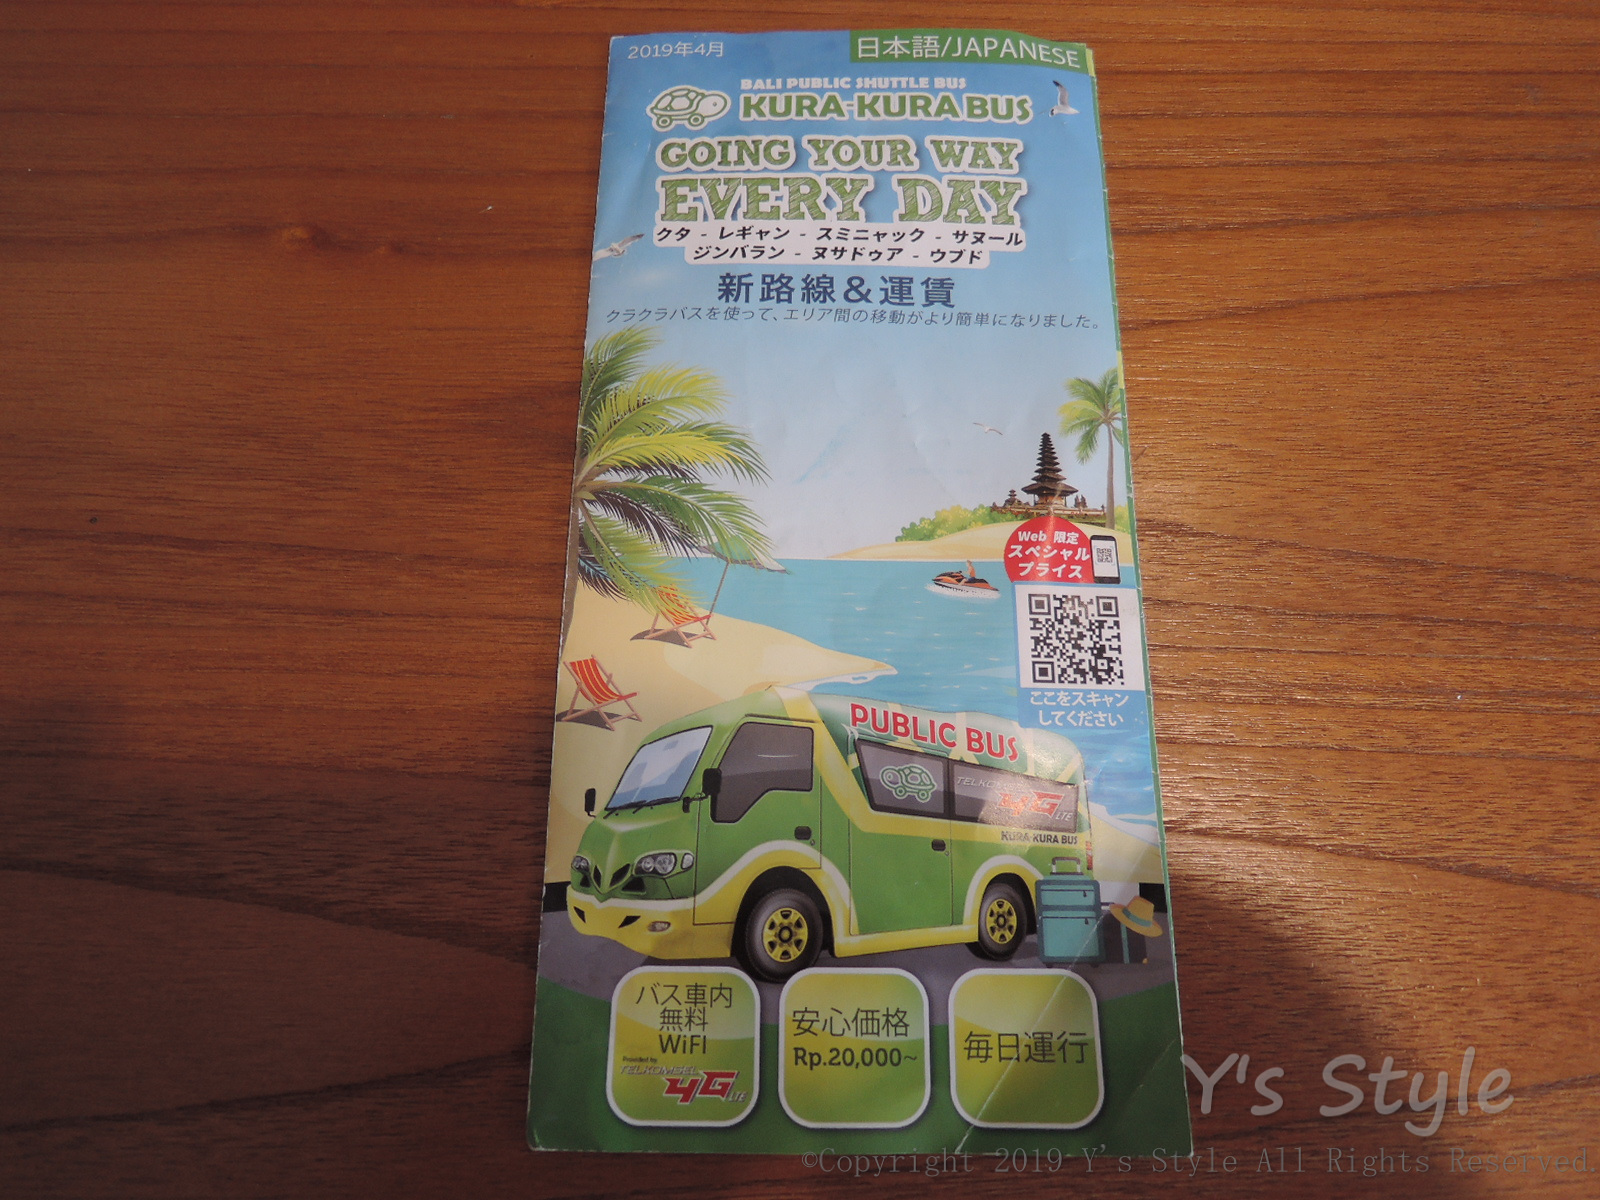 2019年4月
日本語/JAPANESE
BALI PUBLIC SHUTTLE BUS
KURA-KURA BUS
GOING YOUR WAY
EVERY DAY
クタ - レギャン - スミニャック - サヌール
ジンバラン - ヌサドゥア - ウブド
新路線&運賃
クラクラバスを使って、エリア間の移動がより簡単になりました。
Web 限定
スペシャル
プライス
ここをスキャン
してください
PUBLIC BUS
4G LTE
KURA-KURA BUS
バス車内
無料
WiFI
Provided by
TELKOMSEL
4G LTE
安心価格
Rp.20,000~
毎日運行
Y's Style
©Copyright 2019 Y's Style All Rights Reserved.